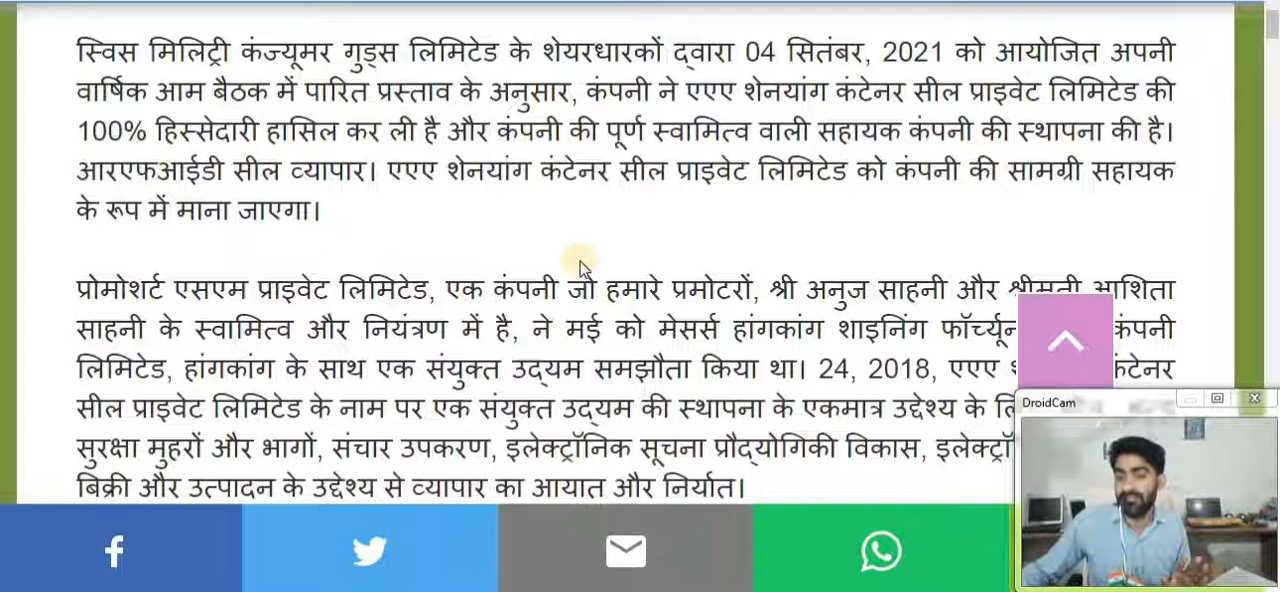 स्विस मिलिट्री कंज्यूमर गुड्स लिमिटेड के शेयरधारकों द्वारा 04 सितंबर, 2021 को आयोजित अपनी
वार्षिक आम बैठक में पारित प्रस्ताव के अनुसार, कंपनी ने एएए शेनयांग कंटेनर सील प्राइवेट लिमिटेड की
100% हिस्सेदारी हासिल कर ली है और कंपनी की पूर्ण स्वामित्व वाली सहायक कंपनी की स्थापना की है।
आरएफआईडी सील व्यापार। एएए शेनयांग कंटेनर सील प्राइवेट लिमिटेड को कंपनी की सामग्री सहायक
के रूप में माना जाएगा।
प्रोमोशर्ट एसएम प्राइवेट लिमिटेड, एक कंपनी जो हमारे प्रमोटरों, श्री अनुज साहनी और श्रीमती आशिता
साहनी के स्वामित्व और नियंत्रण में है, ने मई को मेसर्स हांगकांग शाइनिंग कंपनी
लिमिटेड, हांगकांग के साथ एक संयुक्त उद्यम समझौता किया था। 24, 2018, एएए कंटेनर
सील प्राइवेट लिमिटेड के नाम पर एक संयुक्त उद्यम की स्थापना के एकमात्र उद्देश्य के
सुरक्षा मुहरों और भागों, संचार उपकरण, इलेक्ट्रॉनिक सूचना प्रौद्योगिकी विकास,
बिक्री और उत्पादन के उद्देश्य से व्यापार का आयात और निर्यात।
DroidCam